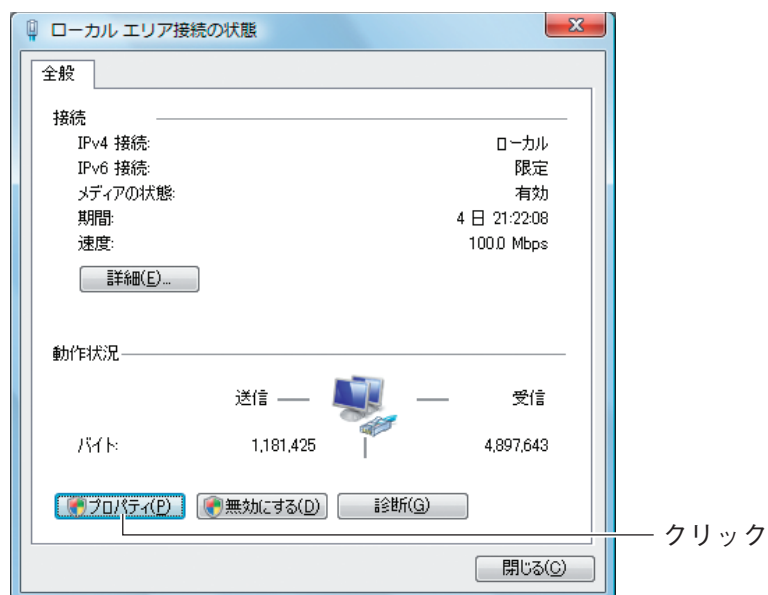 ローカル エリア接続の状態
全般
接続
IPv4 接続: ローカル
IPv6 接続: 限定
メディアの状態: 有効
期間: 4 日 21:22:08
速度: 100.0 Mbps
詳細(E)...
動作状況
送信 受信
バイト: 1,181,425 4,897,643
プロパティ(P) 無効にする(D) 診断(G)
クリック
閉じる(C)